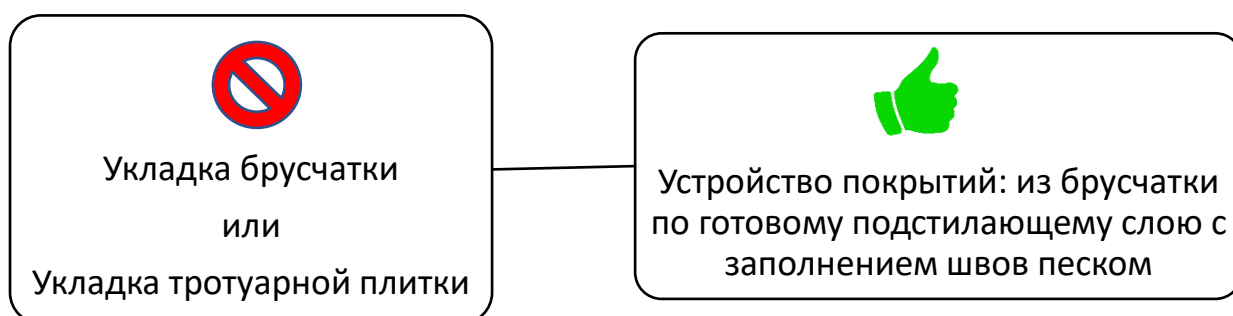 Укладка брусчатки
или
Укладка тротуарной плитки
Устройство покрытий: из брусчатки
по готовому подстилающему слою с
заполнением швов песком